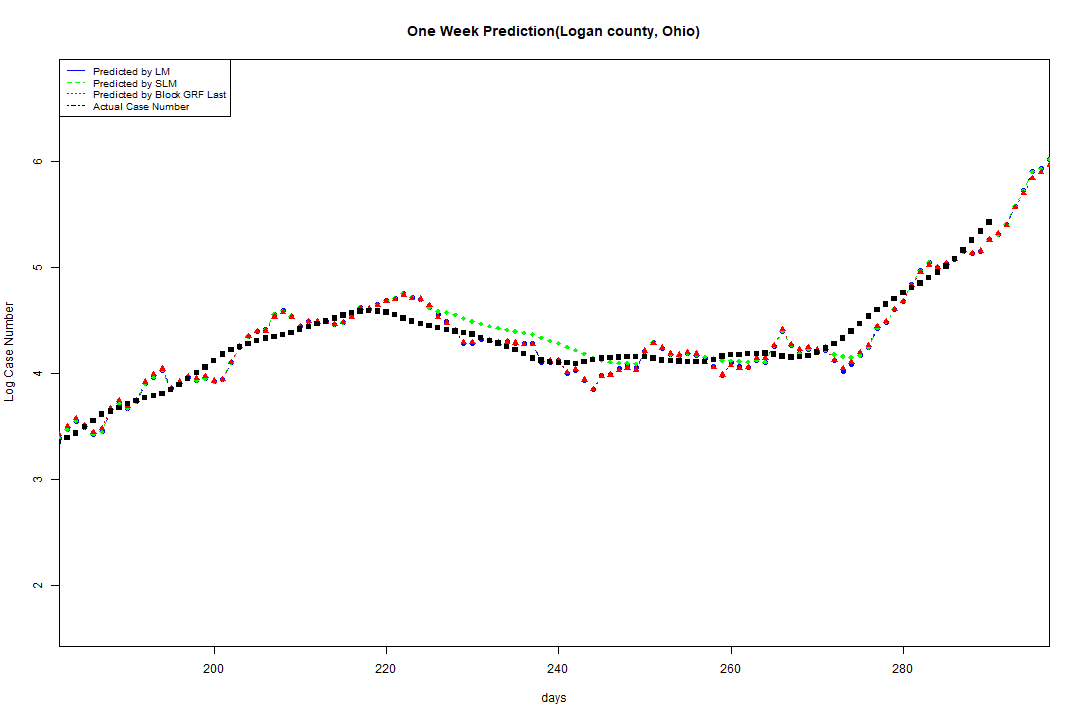 One Week Prediction(Logan county, Ohio)
Predicted by LM
Predicted by SLM
Predicted by Block GRF Last
Actual Case Number
6
5
4
3
2
Log Case Number
200 220 240 260 280
days